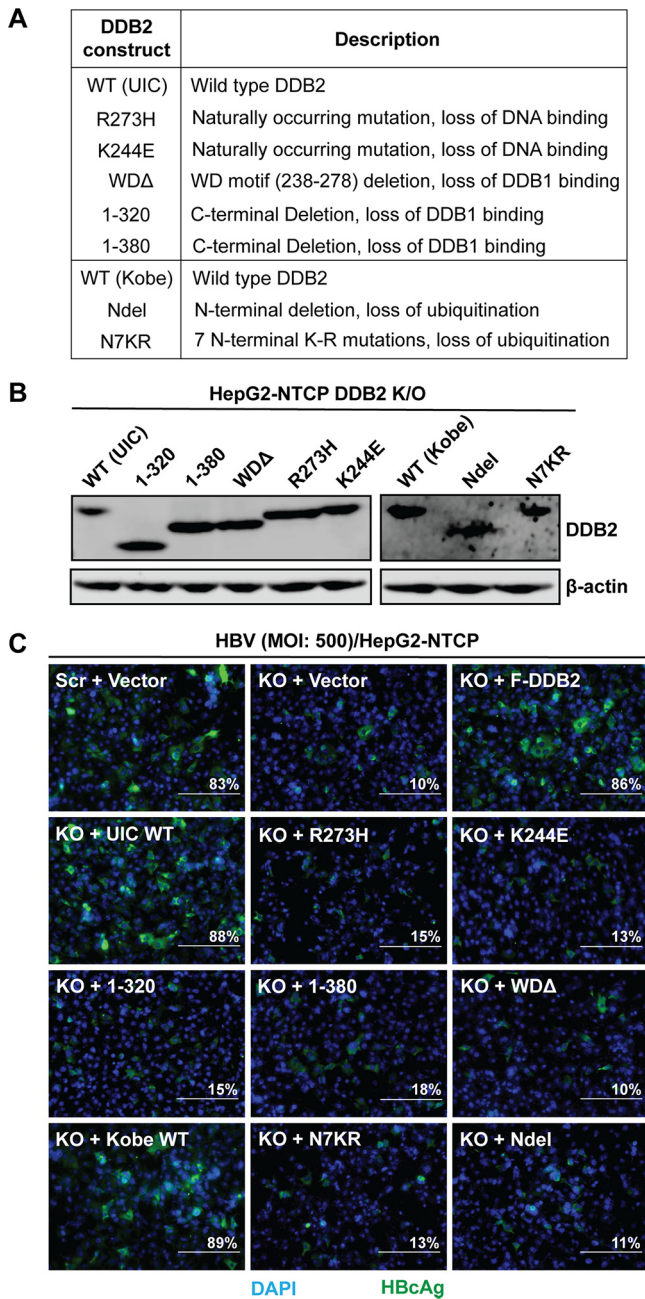 A
DDB2 construct Description
WT (UIC) Wild type DDB2
R273H Naturally occurring mutation, loss of DNA binding
K244E Naturally occurring mutation, loss of DNA binding
WDΔ WD motif (238-278) deletion, loss of DDB1 binding
1-320 C-terminal Deletion, loss of DDB1 binding
1-380 C-terminal Deletion, loss of DDB1 binding
WT (Kobe) Wild type DDB2
Ndel N-terminal deletion, loss of ubiquitination
N7KR 7 N-terminal K-R mutations, loss of ubiquitination
B
HepG2-NTCP DDB2 K/O
WT (UIC) 1-320 1-380 WDΔ R273H K244E WT (Kobe) Ndel N7KR
DDB2
β-actin
C
HBV (MOI: 500)/HepG2-NTCP
Scr + Vector KO + Vector KO + F-DDB2
83% 10% 86%
KO + UIC WT KO + R273H KO + K244E
88% 15% 13%
KO + 1-320 KO + 1-380 KO + WDΔ
15% 18% 10%
KO + Kobe WT KO + N7KR KO + Ndel
89% 13% 11%
DAPI HBcAg